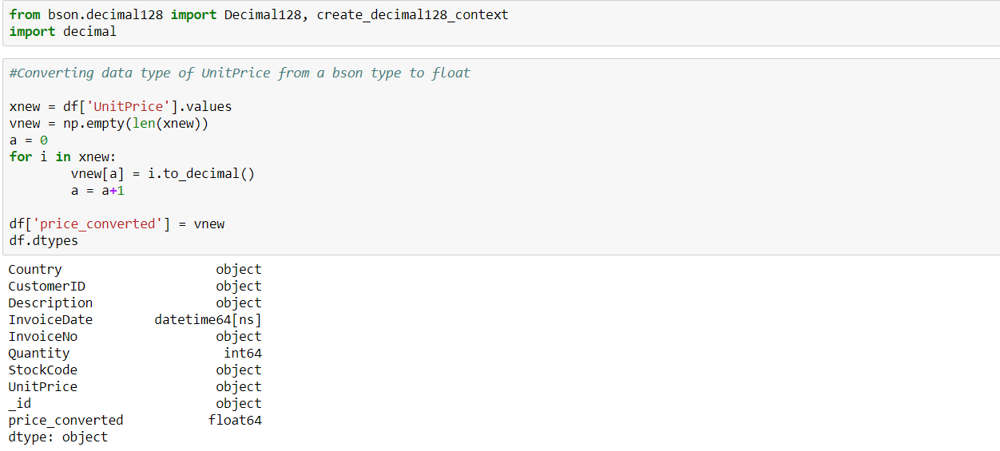 from bson.decimal128 import Decimal128, create_decimal128_context
import decimal
#Converting data type of UnitPrice from a bson type to float
xnew = df['UnitPrice'].values
vnew = np.empty(len(xnew))
a = 0
for i in xnew:
        vnew[a] = i.to_decimal()
        a = a+1
df['price_converted'] = vnew
df.dtypes
Country                    object
CustomerID                 object
Description                object
InvoiceDate        datetime64[ns]
InvoiceNo                  object
Quantity                    int64
StockCode                  object
UnitPrice                  object
_id                        object
price_converted           float64
dtype: object